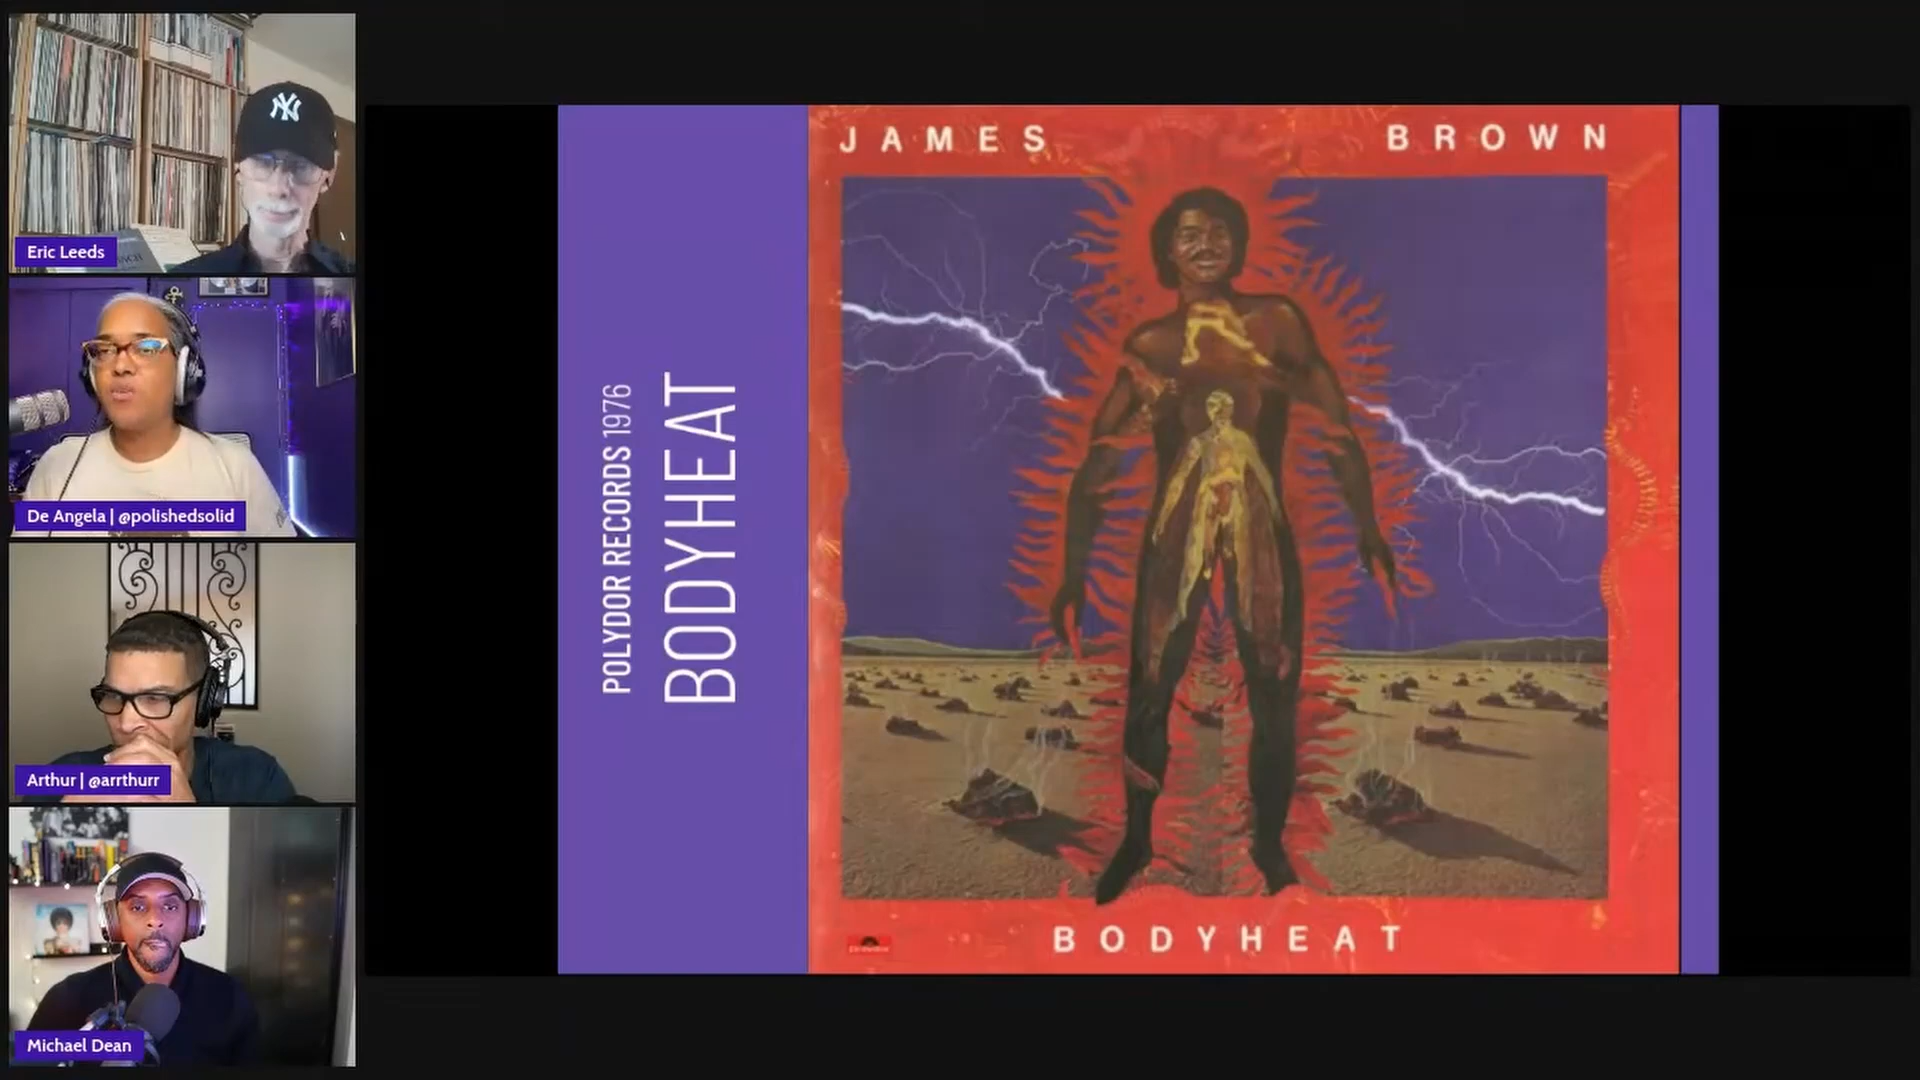 Eric Leeds
De Angela | @polishedsolid
Arthur | @arrthurr
Michael Dean
POLYDOR RECORDS 1976
BODYHEAT
JAMES BROWN
BODYHEAT